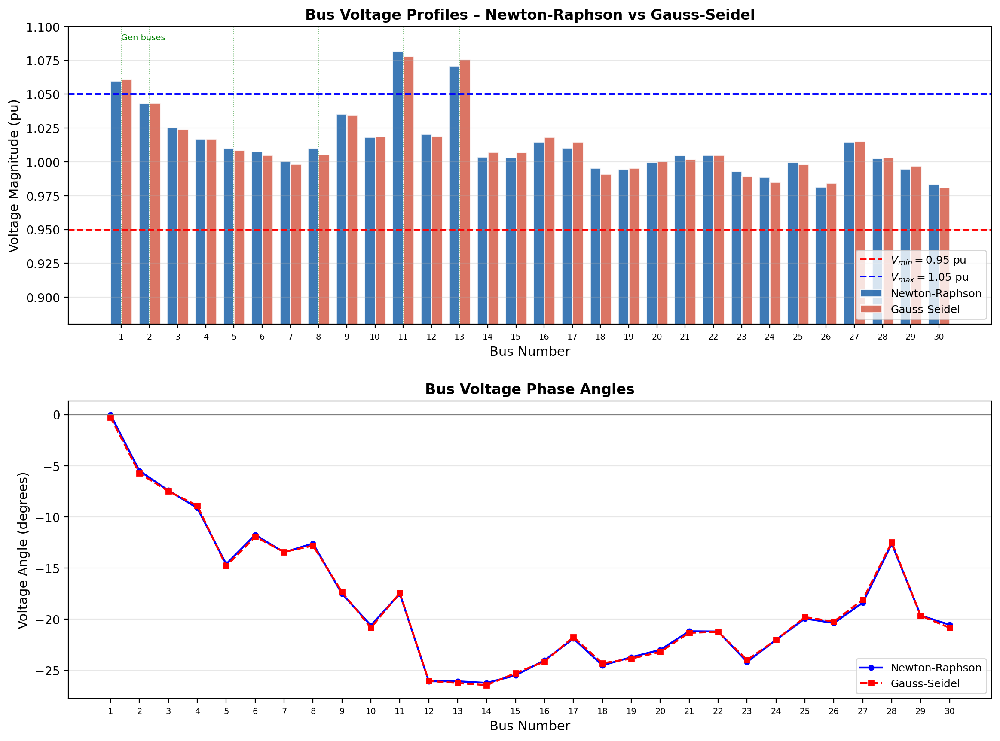 Bus Voltage Profiles – Newton-Raphson vs Gauss-Seidel
Voltage Magnitude (pu)
1.100
1.075
1.050
1.025
1.000
0.975
0.950
0.925
0.900
Gen buses
V_min = 0.95 pu
V_max = 1.05 pu
Newton-Raphson
Gauss-Seidel
1 2 3 4 5 6 7 8 9 10 11 12 13 14 15 16 17 18 19 20 21 22 23 24 25 26 27 28 29 30
Bus Number
Bus Voltage Phase Angles
Voltage Angle (degrees)
0
−5
−10
−15
−20
−25
Newton-Raphson
Gauss-Seidel
1 2 3 4 5 6 7 8 9 10 11 12 13 14 15 16 17 18 19 20 21 22 23 24 25 26 27 28 29 30
Bus Number